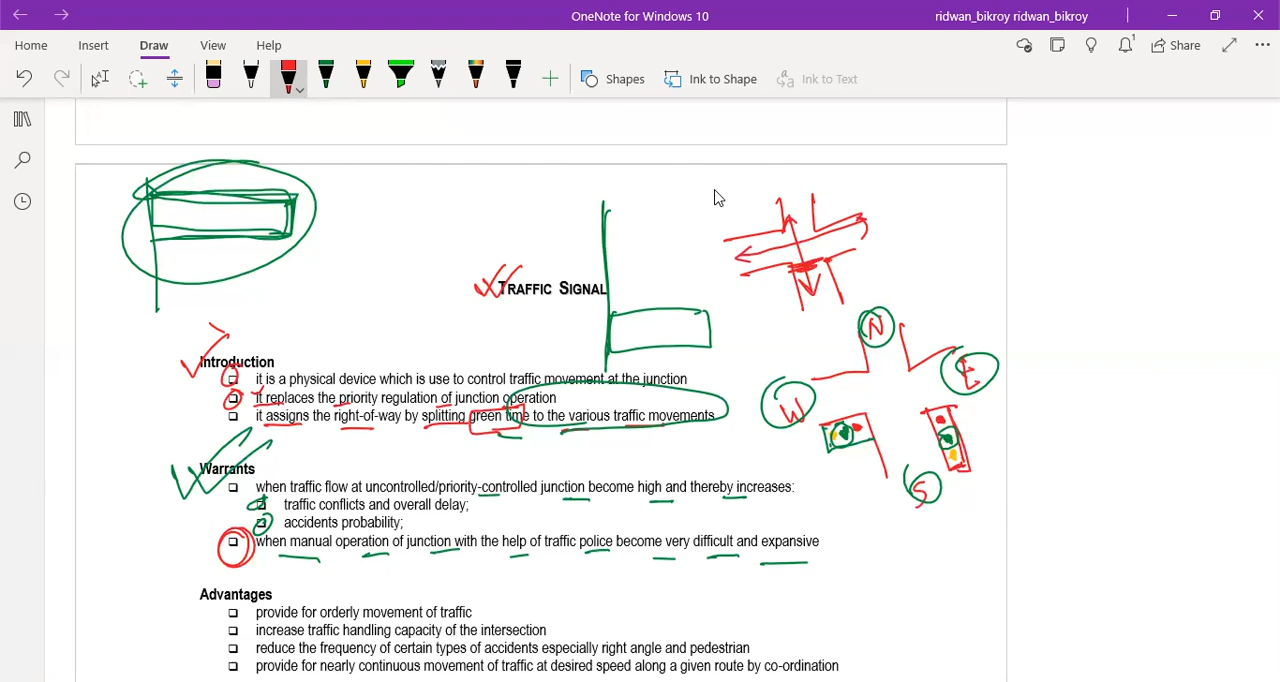 OneNote for Windows 10
ridwan_bikroy ridwan_bikroy
Home Insert Draw View Help
Share
Shapes Ink to Shape Ink to Text
TRAFFIC SIGNAL
N
E
W
S
Introduction
it is a physical device which is use to control traffic movement at the junction
it replaces the priority regulation of junction operation
it assigns the right-of-way by splitting green time to the various traffic movements
Warrants
when traffic flow at uncontrolled/priority-controlled junction become high and thereby increases:
traffic conflicts and overall delay;
accidents probability;
when manual operation of junction with the help of traffic police become very difficult and expansive
Advantages
provide for orderly movement of traffic
increase traffic handling capacity of the intersection
reduce the frequency of certain types of accidents especially right angle and pedestrian
provide for nearly continuous movement of traffic at desired speed along a given route by co-ordination